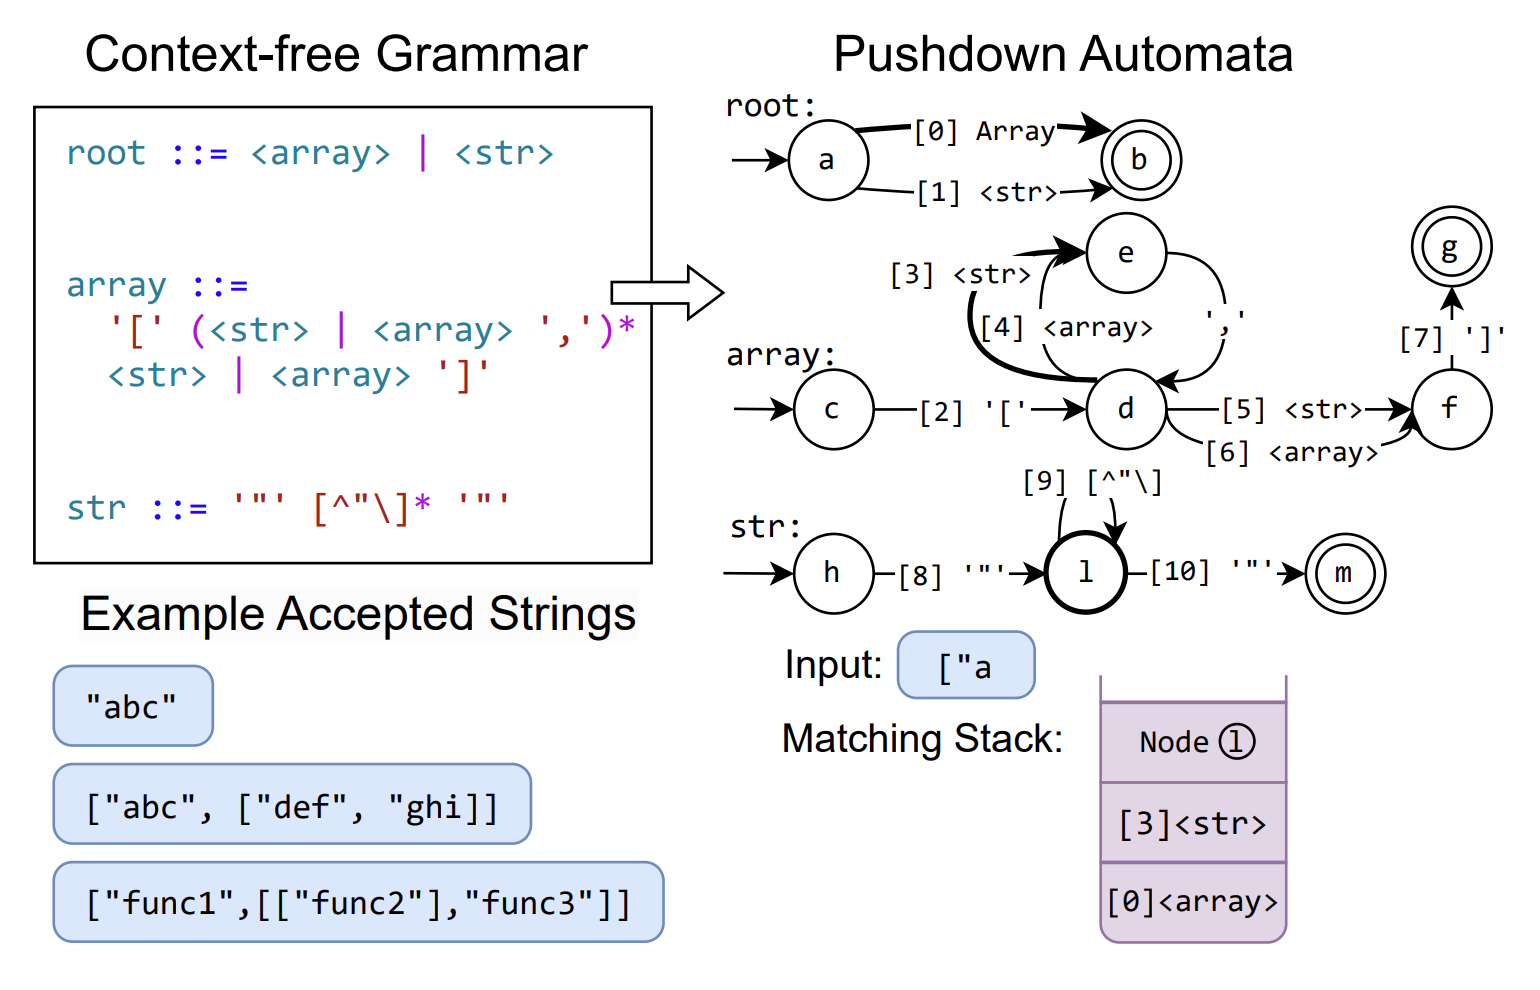 Context-free Grammar
root ::= <array> | <str>
array ::=
'[' (<str> | <array> ',')*
<str> | <array> ']'
str ::= '"' [^"\]* '"'
Example Accepted Strings
"abc"
["abc", ["def", "ghi]]
["func1",[["func2"],"func3"]]
Pushdown Automata
root:
a
[0] Array
b
[1] <str>
e
g
[3] <str>
[4] <array>
','
[7] ']'
array:
c
[2] '['
d
[5] <str>
f
[6] <array>
[9] [^"\]
str:
h
[8] '"'
l
[10] '"'
m
Input:
["a
Matching Stack:
Node l
[3]<str>
[0]<array>